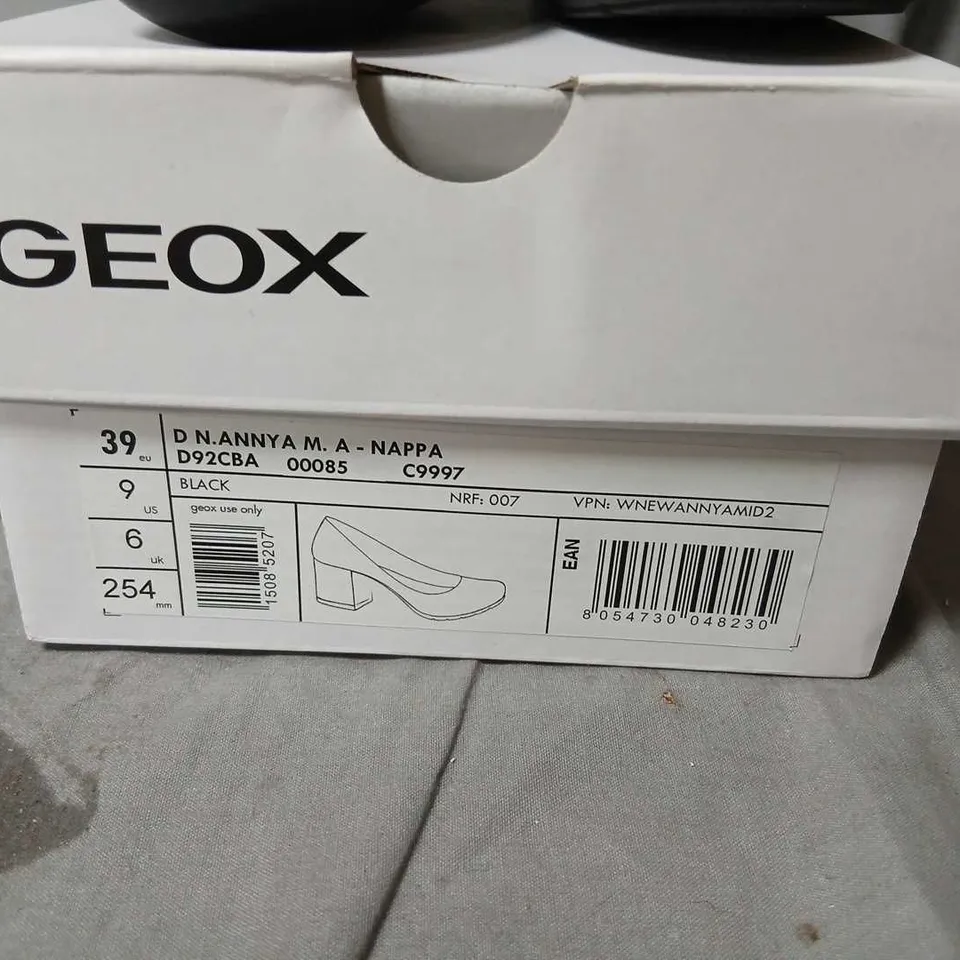 GEOX
39 eu
D N.ANNYA M. A - NAPPA
D92CBA 00085 C9997
9 US
BLACK
NRF: 007 VPN: WNEWANNYAMID2
6 uk
geox use only
1508 5207
EAN
8 054730 048230
254 mm